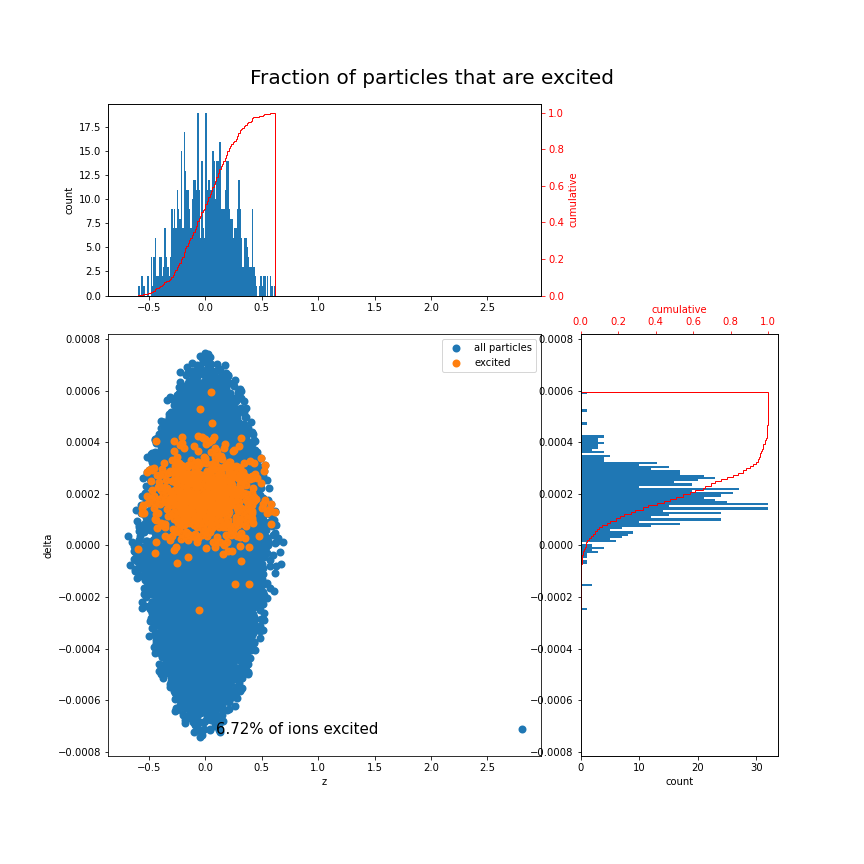 Fraction of particles that are excited
17.5
15.0
12.5
10.0
7.5
5.0
2.5
0.0
count
−0.5 0.0 0.5 1.0 1.5 2.0 2.5
1.0
0.8
0.6
0.4
0.2
0.0
cumulative
all particles
excited
0.0008
0.0006
0.0004
0.0002
0.0000
−0.0002
−0.0004
−0.0006
−0.0008
delta
6.72% of ions excited
−0.5 0.0 0.5 1.0 1.5 2.0 2.5
z
cumulative
0.0 0.2 0.4 0.6 0.8 1.0
0.0008
0.0006
0.0004
0.0002
0.0000
−0.0002
−0.0004
−0.0006
−0.0008
0 10 20 30
count